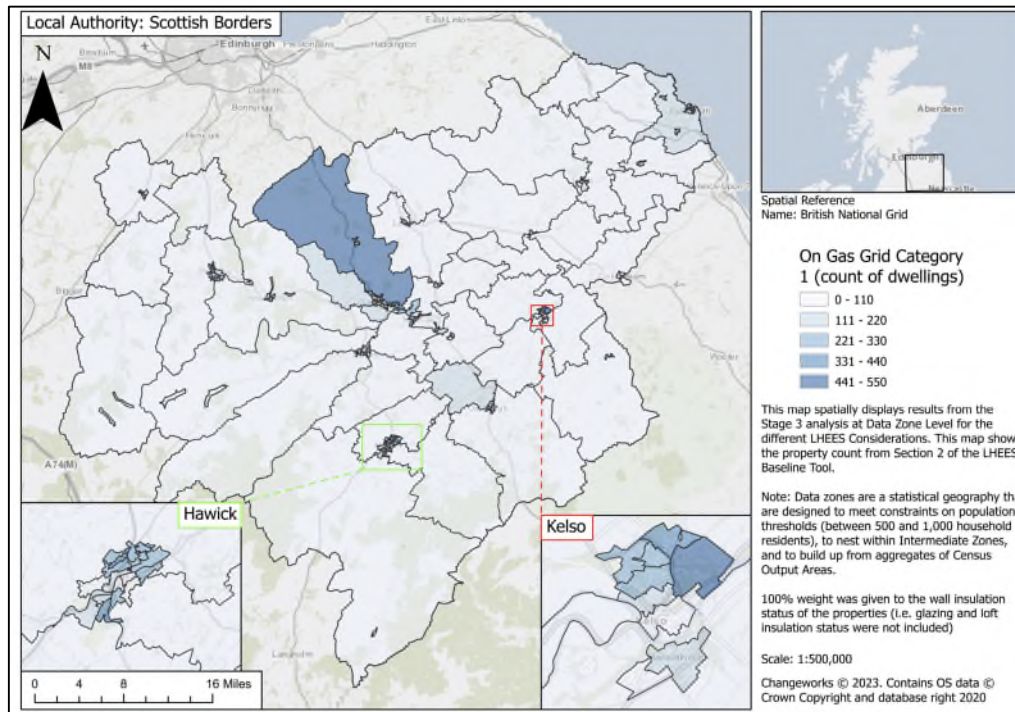 Local Authority: Scottish Borders
N
Edinburgh
Haddington
M8
Bonnyrigg
A74(M)
Langholm
Hawick
Kelso
0 4 8 16 Miles
Aberdeen
Edinburgh
Newcastle
Spatial Reference
Name: British National Grid
On Gas Grid Category
1 (count of dwellings)
0 - 110
111 - 220
221 - 330
331 - 440
441 - 550
This map spatially displays results from the
Stage 3 analysis at Data Zone Level for the
different LHEES Considerations. This map show
the property count from Section 2 of the LHEES
Baseline Tool.
Note: Data zones are a statistical geography tha
are designed to meet constraints on population
thresholds (between 500 and 1,000 household
residents), to nest within Intermediate Zones,
and to build up from aggregates of Census
Output Areas.
100% weight was given to the wall insulation
status of the properties (i.e. glazing and loft
insulation status were not included)
Scale: 1:500,000
Changeworks © 2023. Contains OS data ©
Crown Copyright and database right 2020